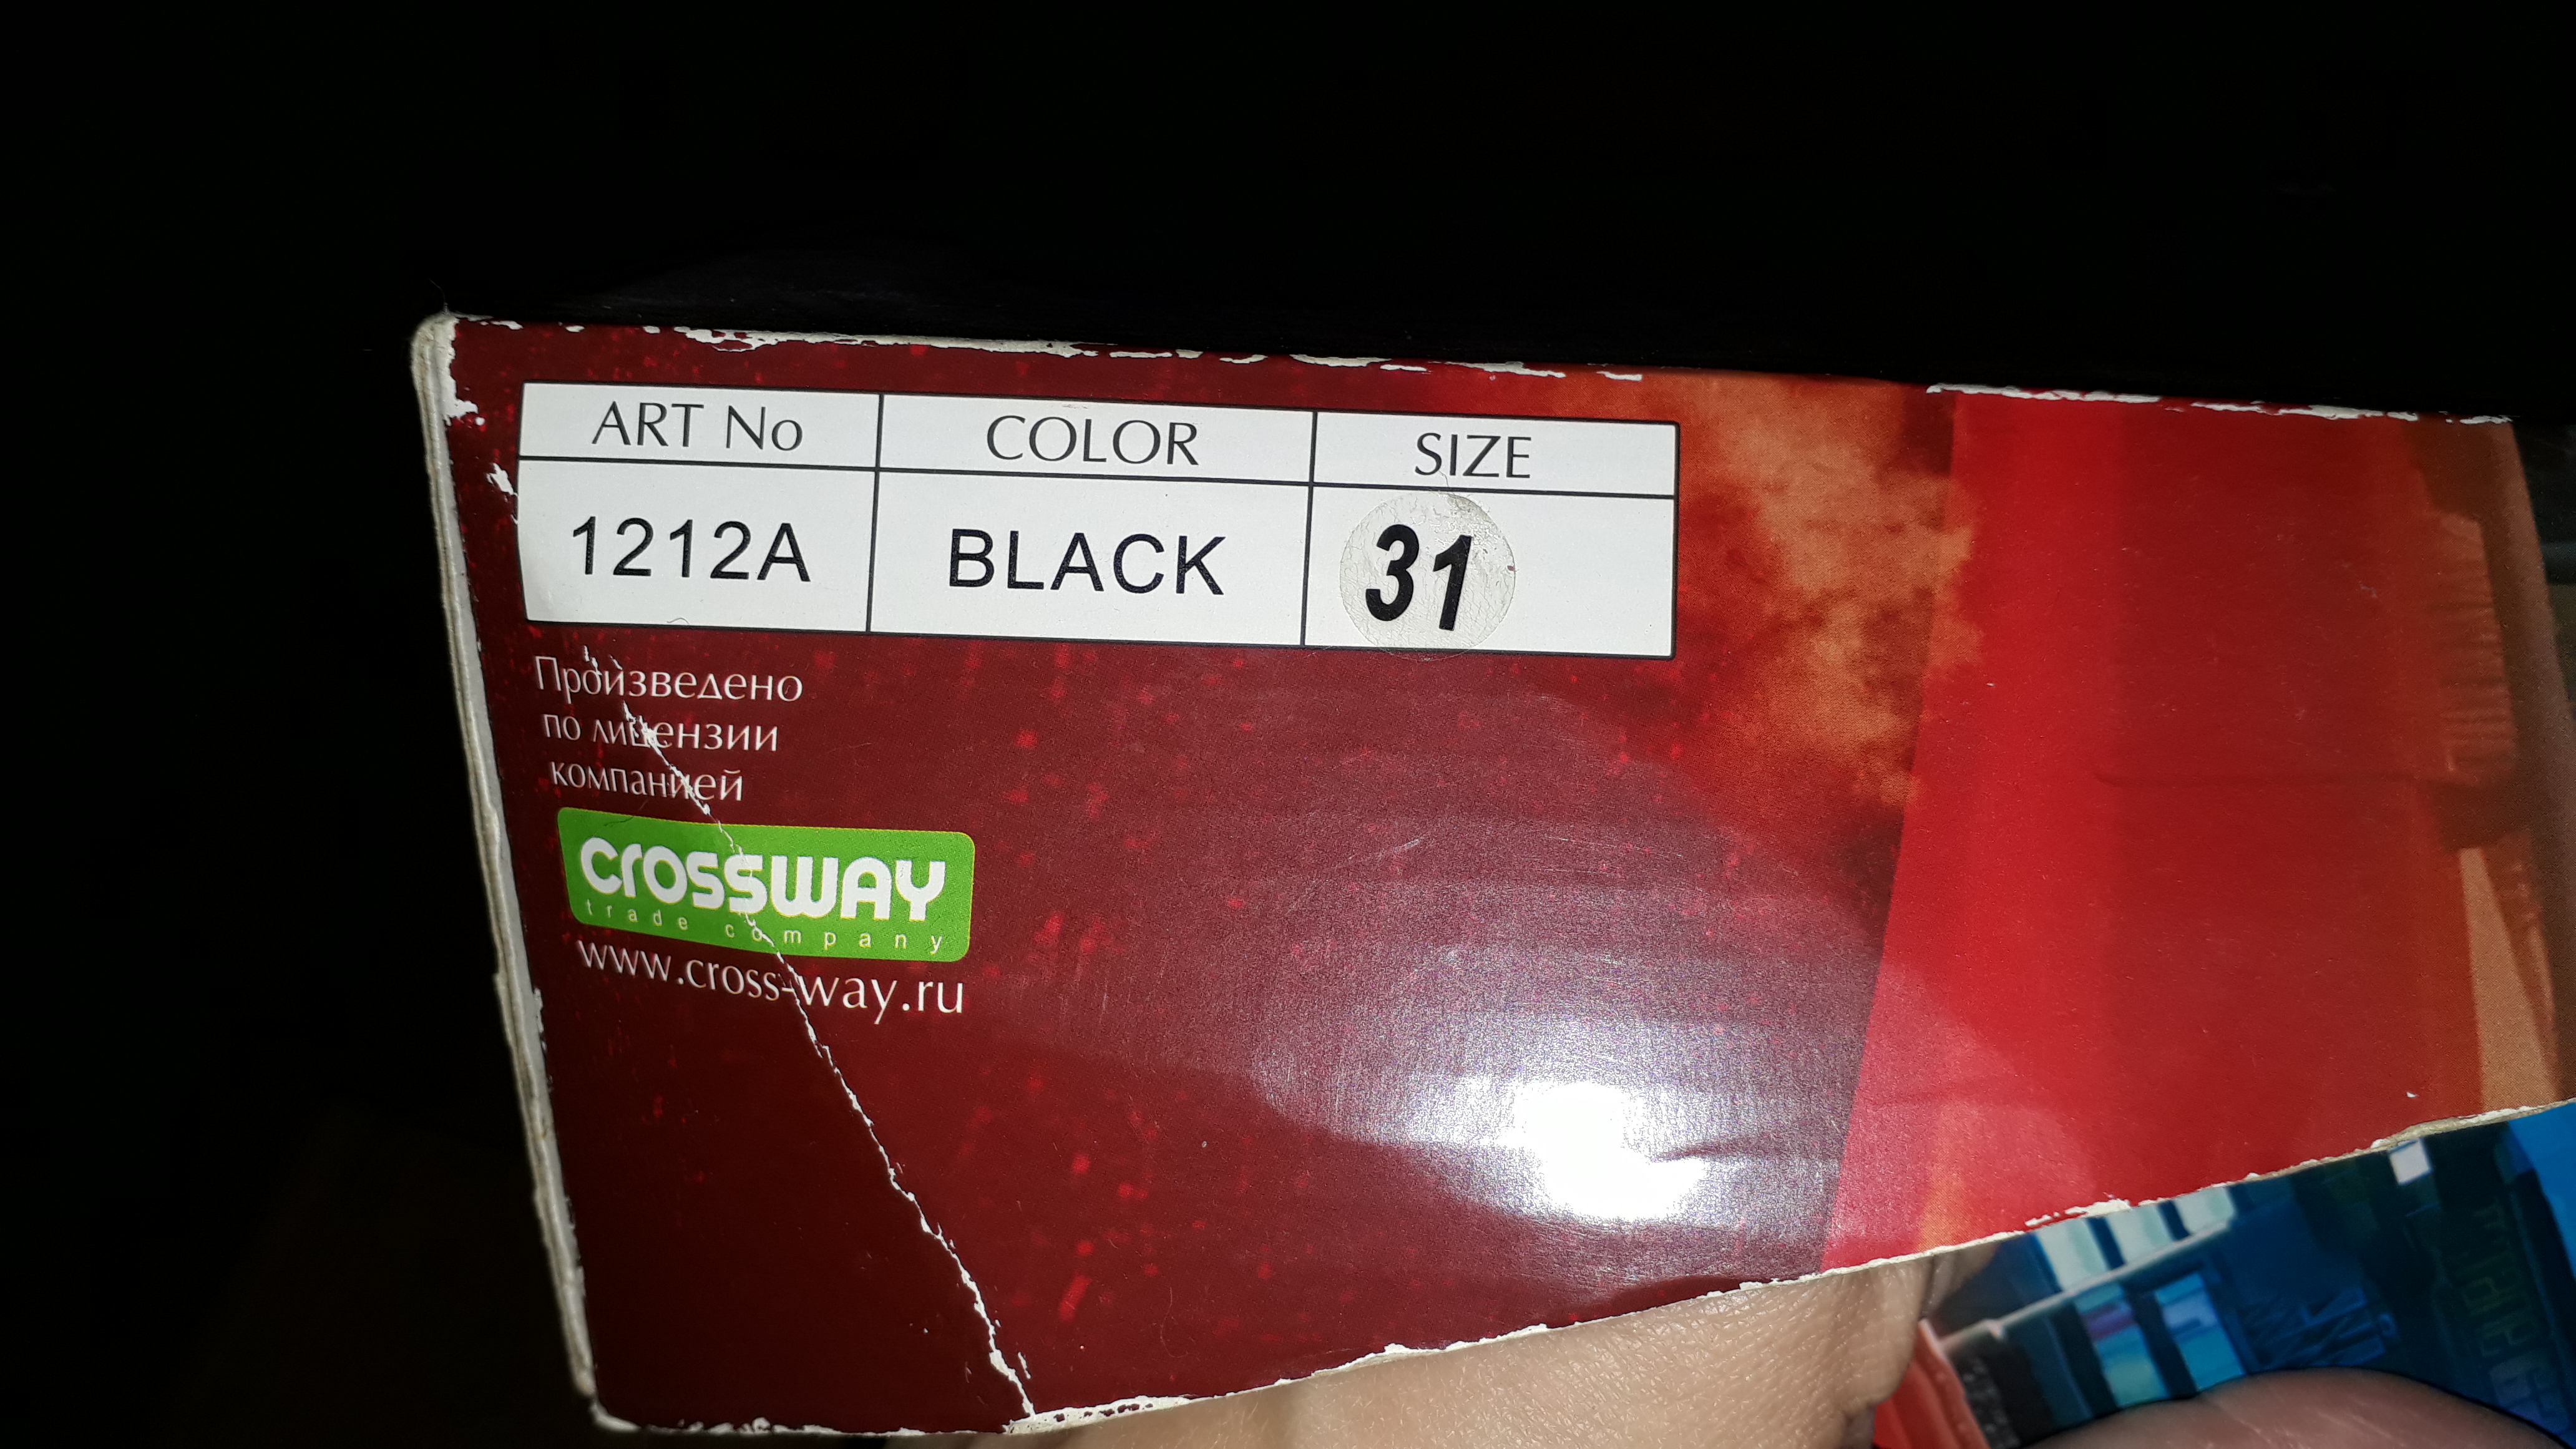 ART No COLOR SIZE
1212A BLACK 31
Произведено
по лицензии
компанией
crossway
trade company
www.cross-way.ru